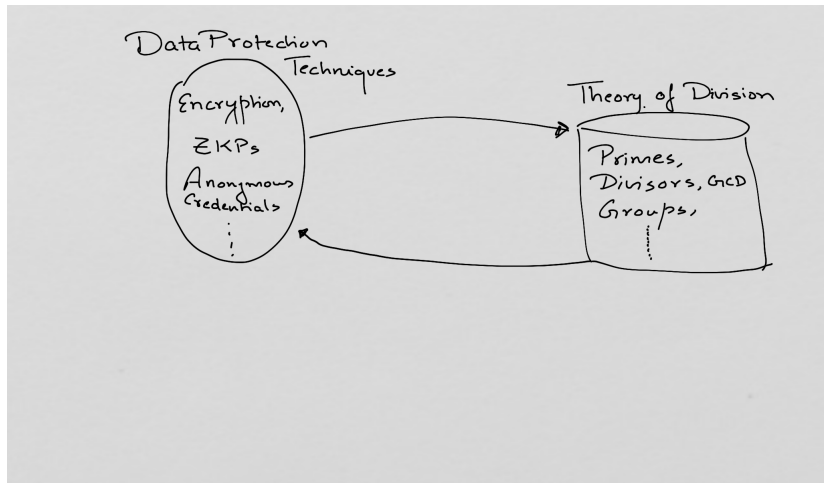 Data Protection
Techniques
Encryption,
ZKPs
Anonymous
Credentials
Theory of Division
Primes,
Divisors, GCD
Groups,